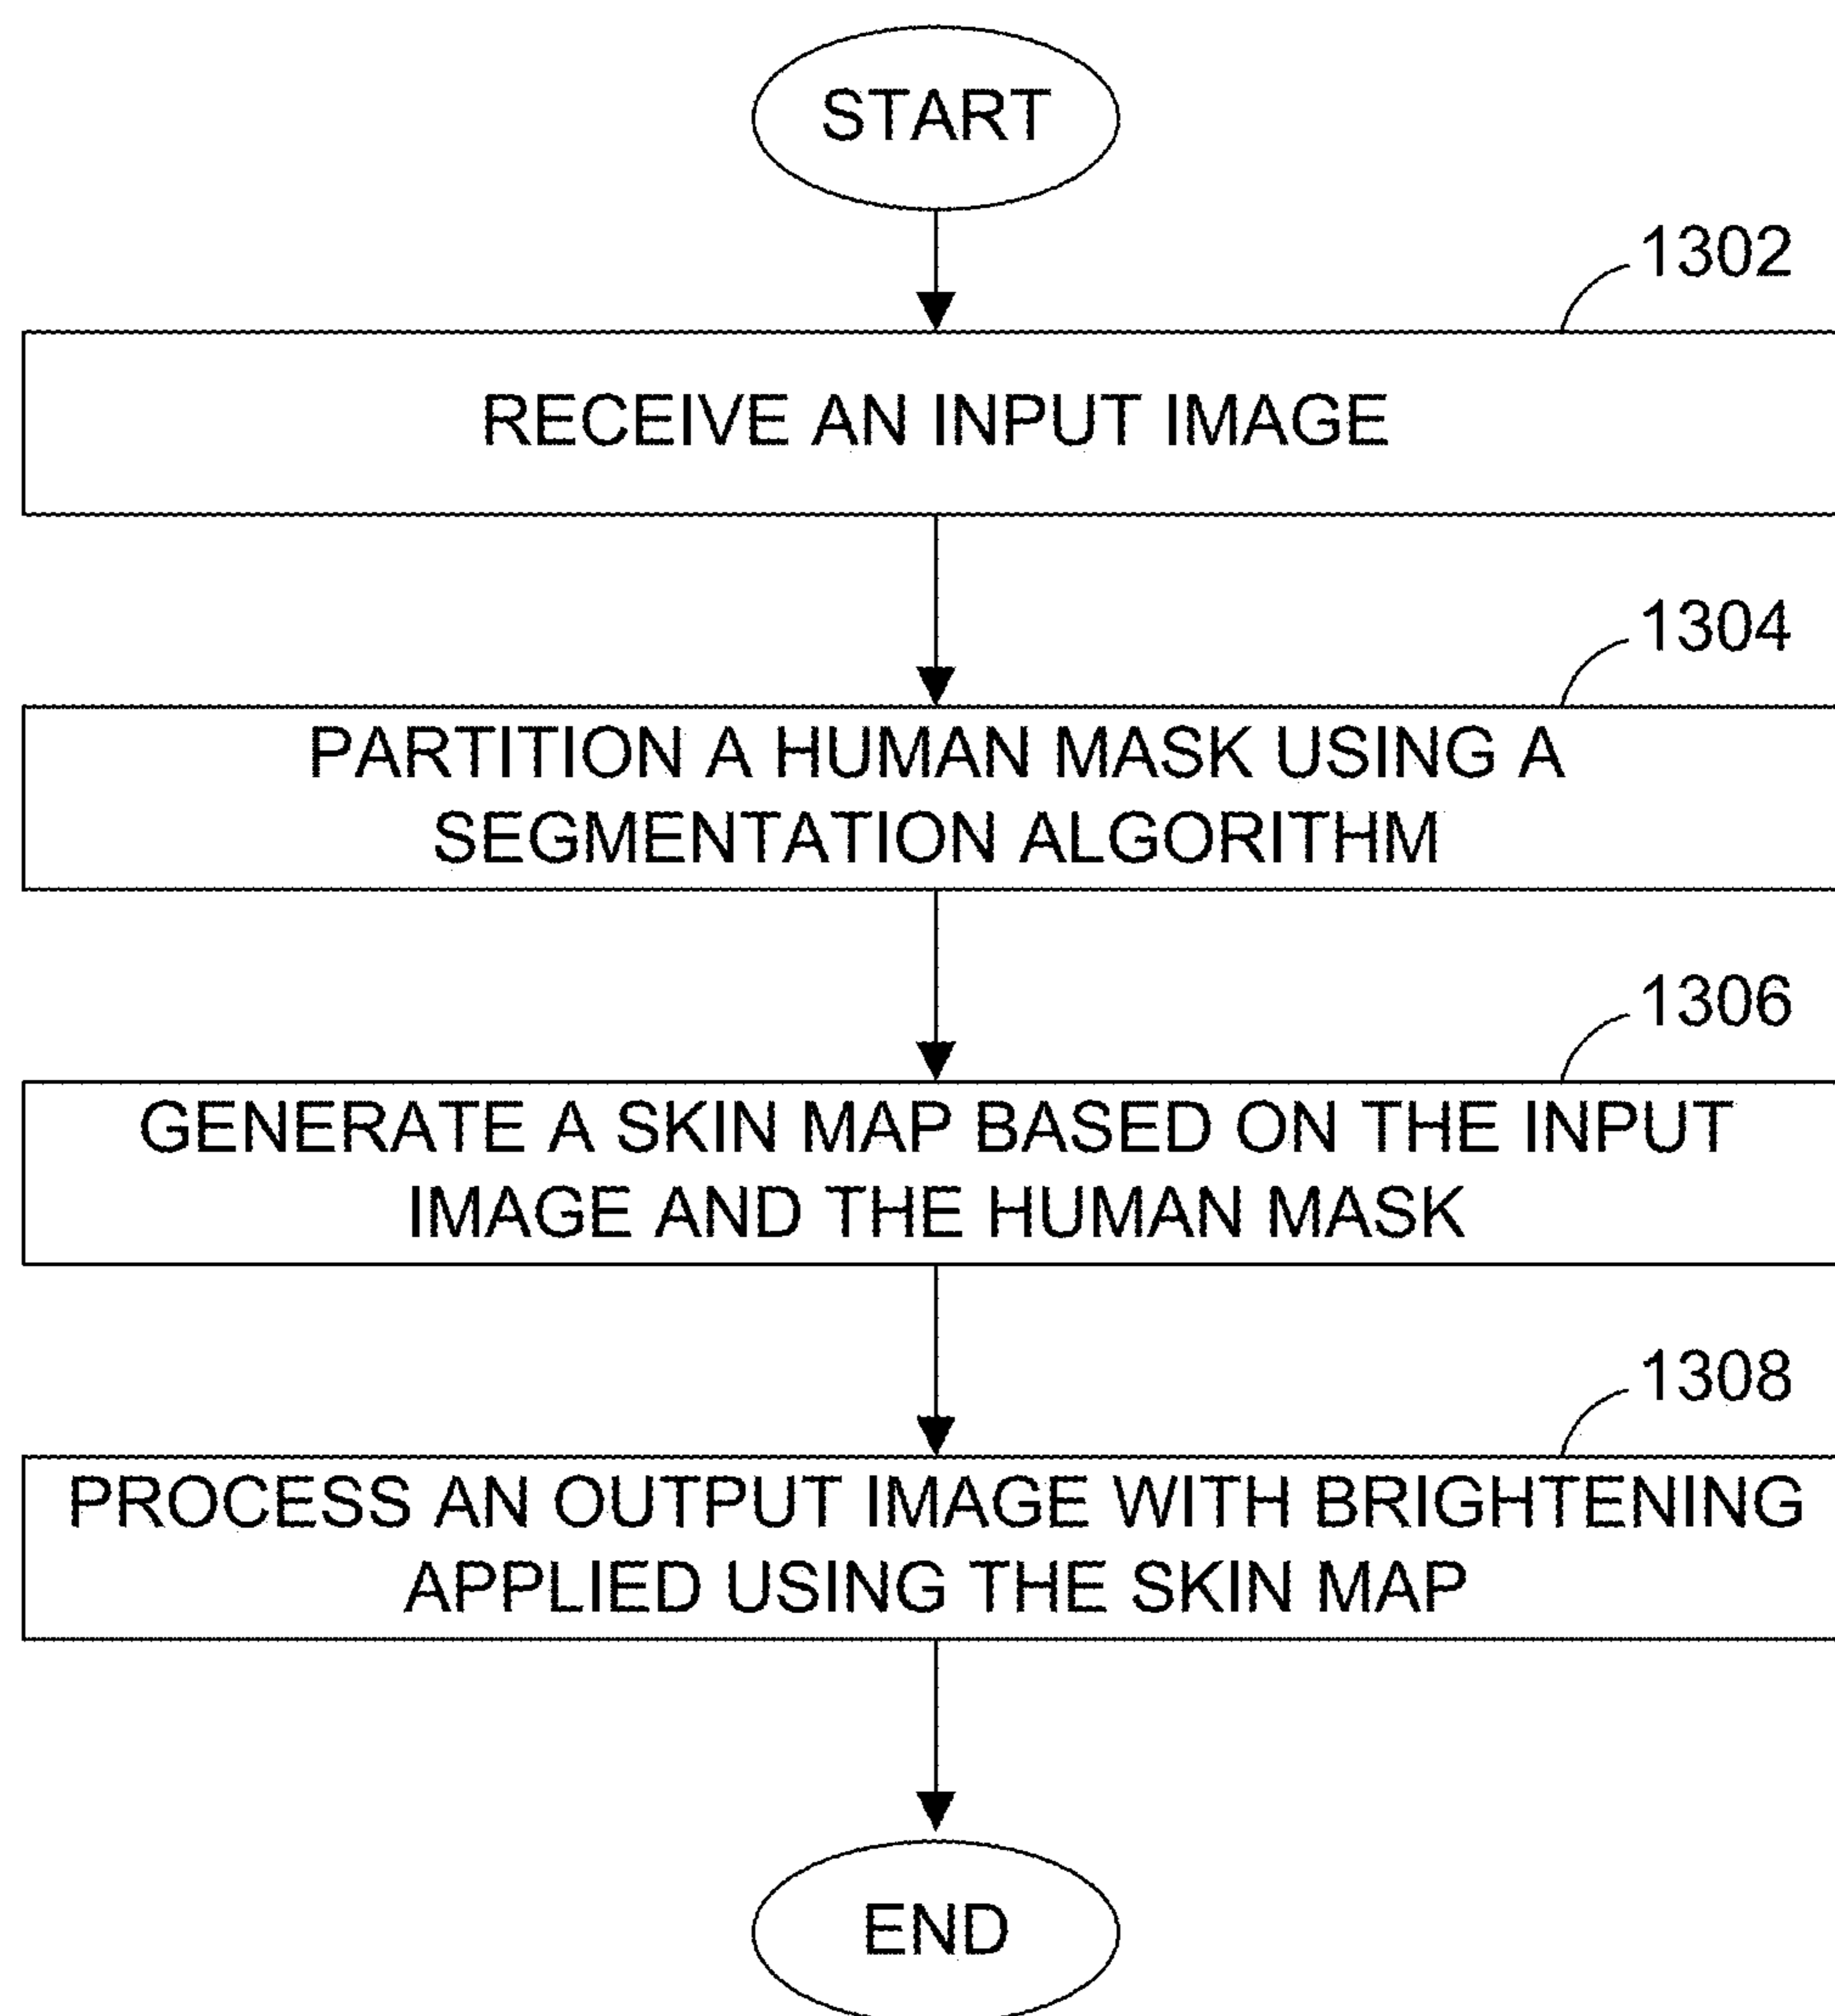 START
1302
RECEIVE AN INPUT IMAGE
1304
PARTITION A HUMAN MASK USING A
SEGMENTATION ALGORITHM
1306
GENERATE A SKIN MAP BASED ON THE INPUT
IMAGE AND THE HUMAN MASK
1308
PROCESS AN OUTPUT IMAGE WITH BRIGHTENING
APPLIED USING THE SKIN MAP
END